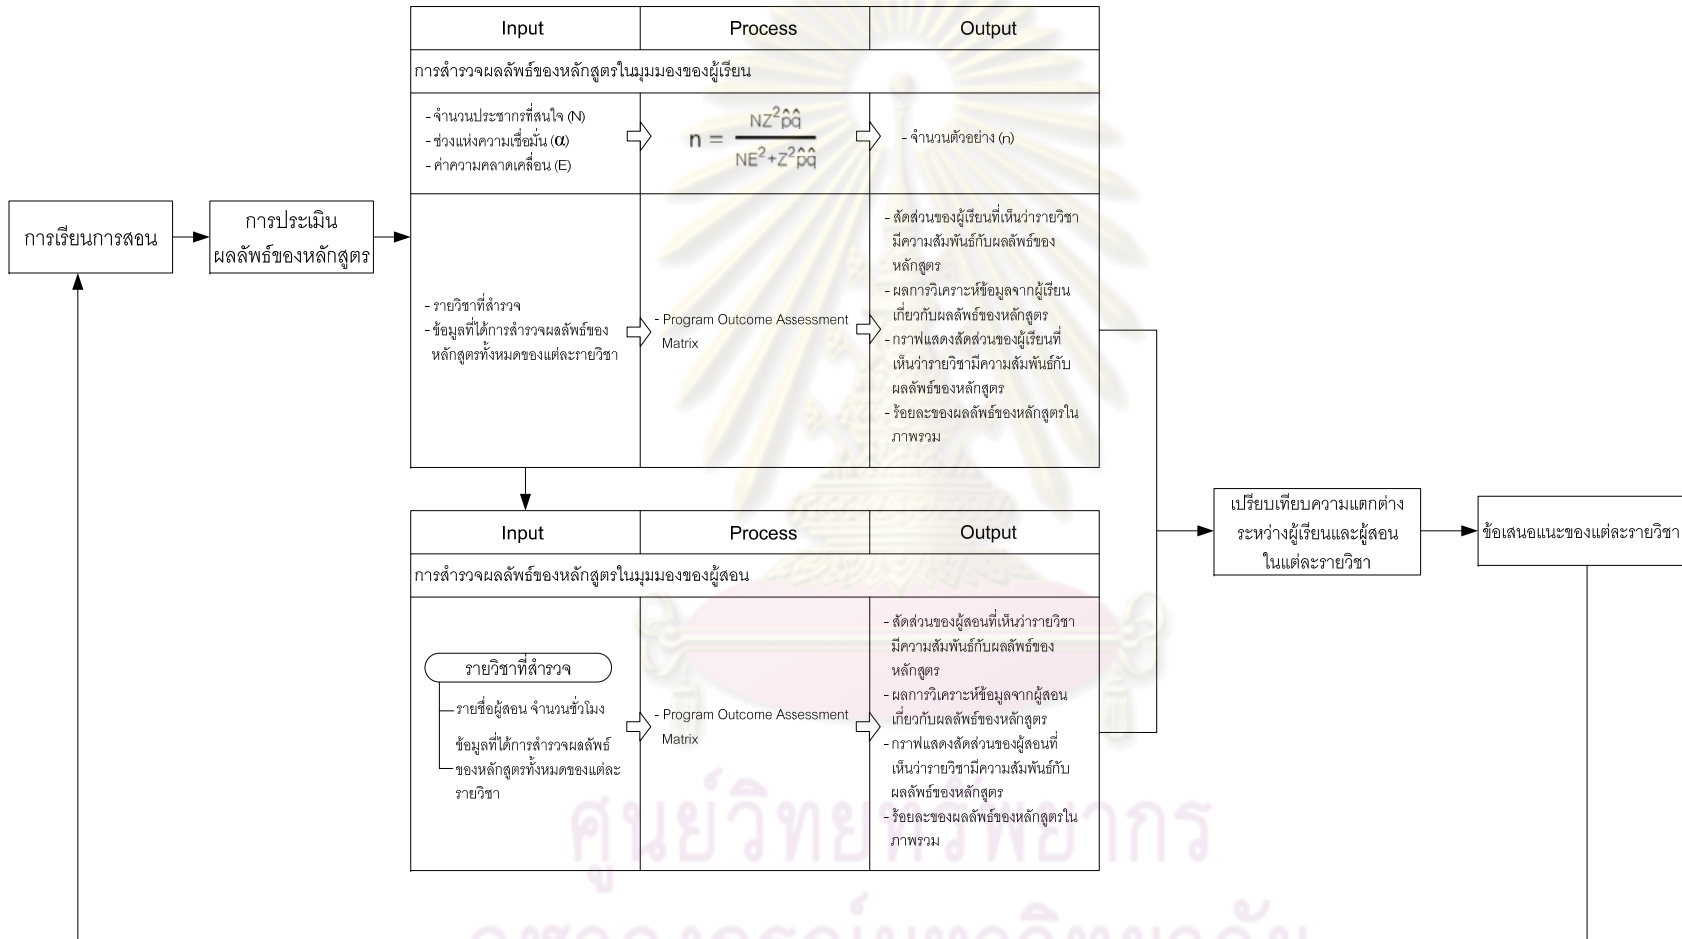 Input Process Output
การสำรวจผลลัพธ์ของหลักสูตรในมุมมองของผู้เรียน
- จำนวนประชากรที่สนใจ (N)
- ช่วงแห่งความเชื่อมั่น (α)
- ค่าความคลาดเคลื่อน (E)
n = NZ²p̂q̂ / NE²+Z²p̂q̂
- จำนวนตัวอย่าง (n)
การเรียนการสอน
การประเมิน
ผลลัพธ์ของหลักสูตร
- รายวิชาที่สำรวจ
- ข้อมูลที่ได้การสำรวจผลลัพธ์ของ
หลักสูตรทั้งหมดของแต่ละรายวิชา
- Program Outcome Assessment
Matrix
- สัดส่วนของผู้เรียนที่เห็นว่ารายวิชา
มีความสัมพันธ์กับผลลัพธ์ของ
หลักสูตร
- ผลการวิเคราะห์ข้อมูลจากผู้เรียน
เกี่ยวกับผลลัพธ์ของหลักสูตร
- กราฟแสดงสัดส่วนของผู้เรียนที่
เห็นว่ารายวิชามีความสัมพันธ์กับ
ผลลัพธ์ของหลักสูตร
- ร้อยละของผลลัพธ์ของหลักสูตรใน
ภาพรวม
Input Process Output
การสำรวจผลลัพธ์ของหลักสูตรในมุมมองของผู้สอน
รายวิชาที่สำรวจ
รายชื่อผู้สอน จำนวนชั่วโมง
ข้อมูลที่ได้การสำรวจผลลัพธ์
ของหลักสูตรทั้งหมดของแต่ละ
รายวิชา
- Program Outcome Assessment
Matrix
- สัดส่วนของผู้สอนที่เห็นว่ารายวิชา
มีความสัมพันธ์กับผลลัพธ์ของ
หลักสูตร
- ผลการวิเคราะห์ข้อมูลจากผู้สอน
เกี่ยวกับผลลัพธ์ของหลักสูตร
- กราฟแสดงสัดส่วนของผู้สอนที่
เห็นว่ารายวิชามีความสัมพันธ์กับ
ผลลัพธ์ของหลักสูตร
- ร้อยละของผลลัพธ์ของหลักสูตรใน
ภาพรวม
เปรียบเทียบความแตกต่าง
ระหว่างผู้เรียนและผู้สอน
ในแต่ละรายวิชา
ข้อเสนอแนะของแต่ละรายวิชา
ศูนย์วิทยทรัพยากร
จุฬาลงกรณ์มหาวิทยาลัย